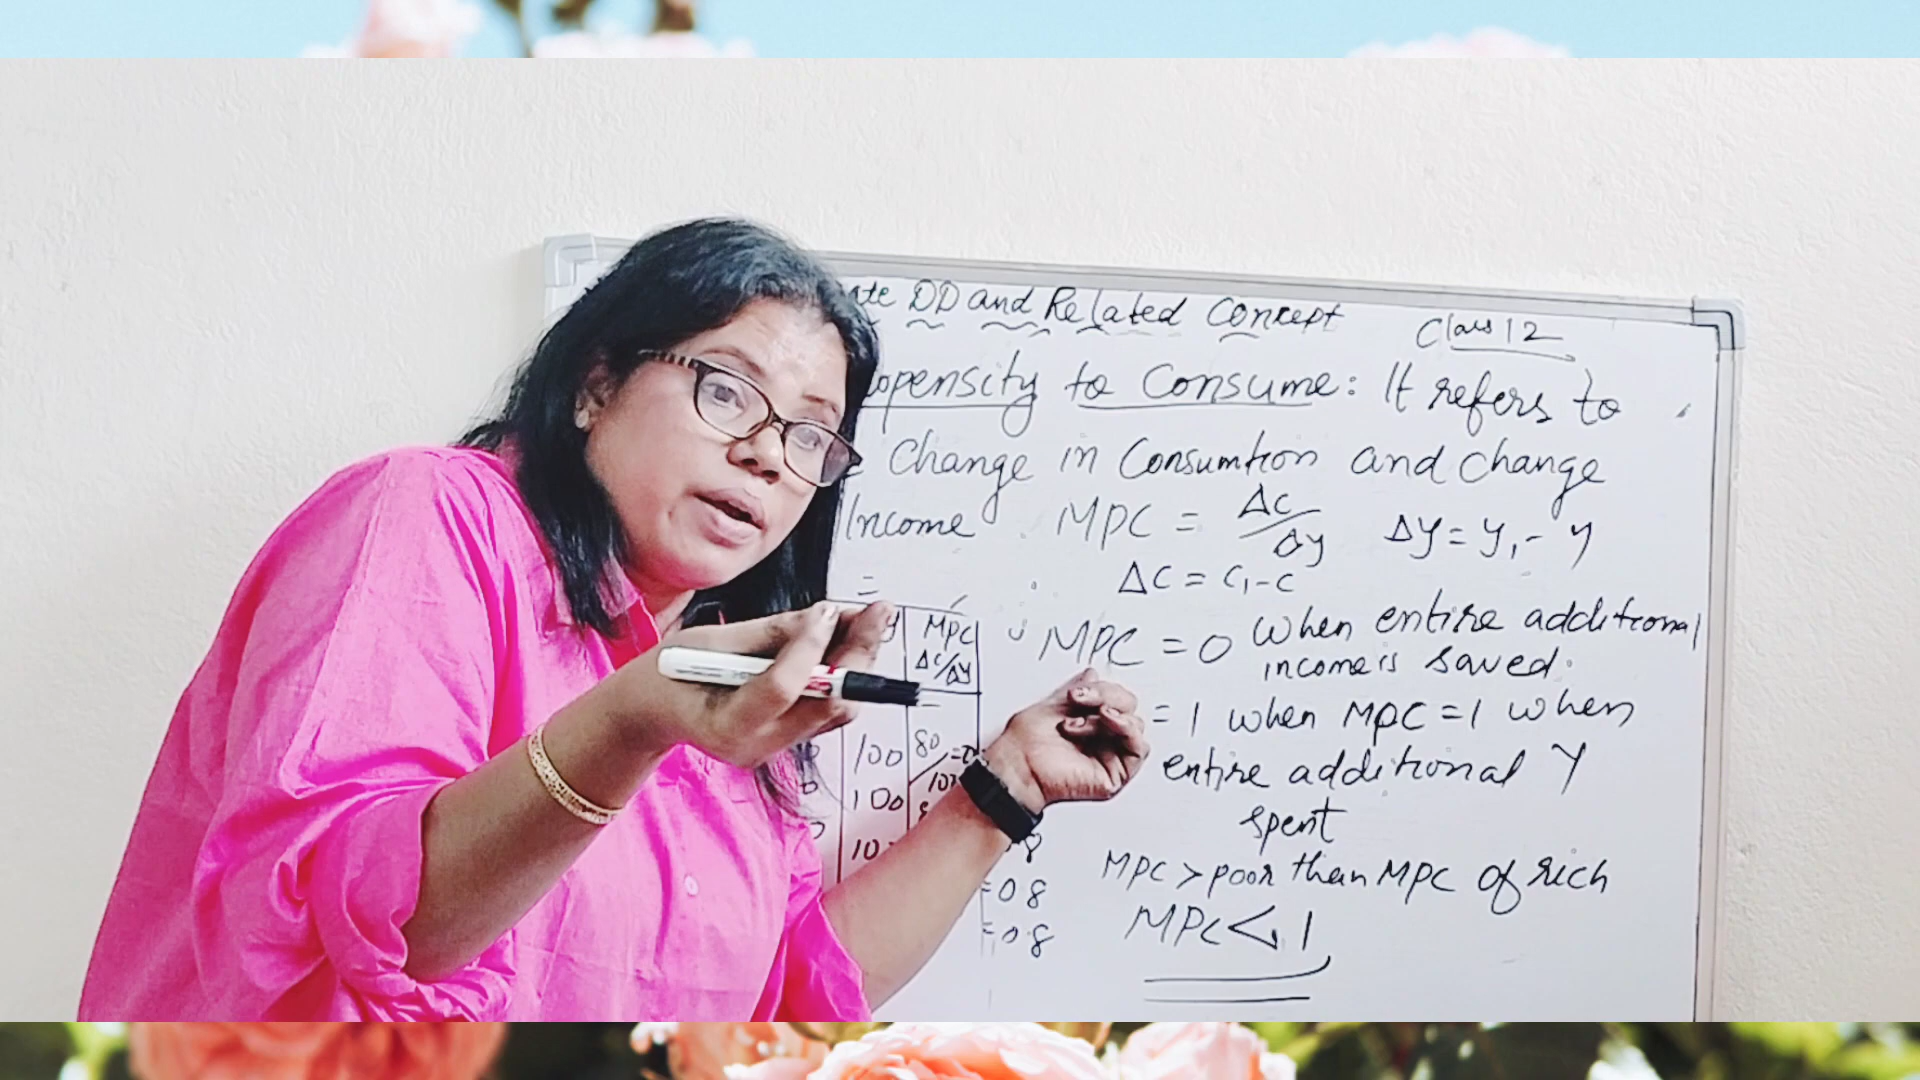 DD and Related Concept Class 12
to Consume: It refers to
Change in Consumtion and change
Income MPC = ΔC/ΔY ΔY = Y₁ - Y
=
ΔC = C₁ - C
Y MPC ΔC/ΔY
MPC = 0 When entire additional
income is saved.
= 1 when MPC = 1 when
100 80
entire additional Y
100
spent
MPC > poor than MPC of rich
= 0 8
MPC < 1
= 0.8